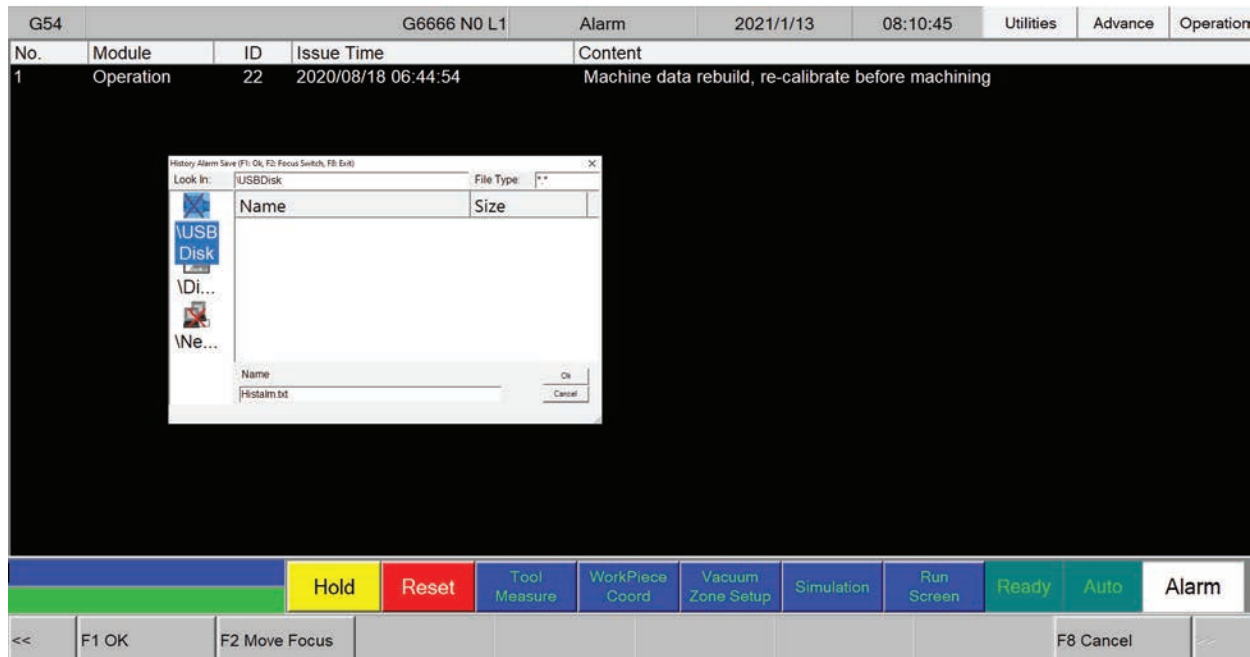 G54 G6666 N0 L1 Alarm 2021/1/13 08:10:45 Utilities Advance Operation
No. Module ID Issue Time Content
1 Operation 22 2020/08/18 06:44:54 Machine data rebuild, re-calibrate before machining
History Alarm Save (F1: Ok, F2: Focus Switch, F8: Exit)
Look In: \USBDisk File Type *.*
Name Size
\USB
Disk
\Di...
\Ne...
Name
Histalm.txt
Ok
Cancel
Hold Reset Tool Measure WorkPiece Coord Vacuum Zone Setup Simulation Run Screen Ready Auto Alarm
<< F1 OK F2 Move Focus F8 Cancel >>